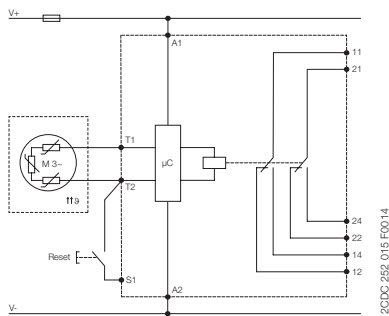 V+
A1
11
21
T1
µC
M 3~
T2
↑↑ϑ
24
22
Reset
14
S1
12
A2
V-
2CDC 252 015 F0014